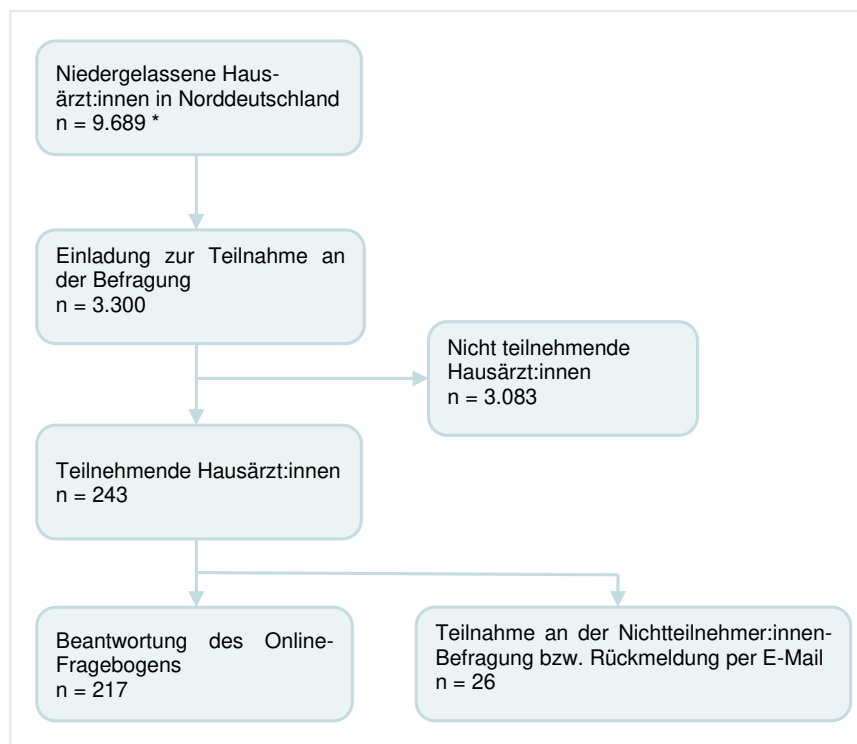 Niedergelassene Haus-
ärzt:innen in Norddeutschland
n = 9.689 *
Einladung zur Teilnahme an
der Befragung
n = 3.300
Nicht teilnehmende
Hausärzt:innen
n = 3.083
Teilnehmende Hausärzt:innen
n = 243
Beantwortung des Online-
Fragebogens
n = 217
Teilnahme an der Nichtteilnehmer:innen-
Befragung bzw. Rückmeldung per E-Mail
n = 26